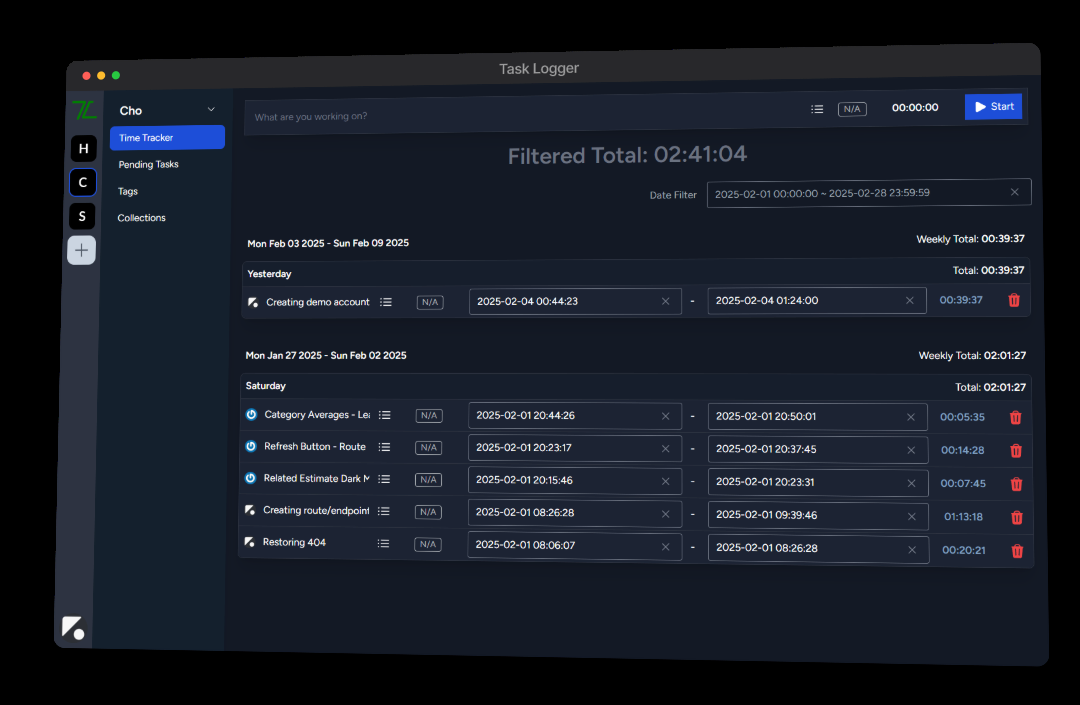 Task Logger
Cho
H
C
S
Time Tracker
Pending Tasks
Tags
Collections
What are you working on? N/A 00:00:00 Start
Filtered Total: 02:41:04
Date Filter 2025-02-01 00:00:00 ~ 2025-02-28 23:59:59
Mon Feb 03 2025 - Sun Feb 09 2025 Weekly Total: 00:39:37
Yesterday Total: 00:39:37
Creating demo account N/A 2025-02-04 00:44:23 - 2025-02-04 01:24:00 00:39:37
Mon Jan 27 2025 - Sun Feb 02 2025 Weekly Total: 02:01:27
Saturday Total: 02:01:27
Category Averages - Lea N/A 2025-02-01 20:44:26 - 2025-02-01 20:50:01 00:05:35
Refresh Button - Route N/A 2025-02-01 20:23:17 - 2025-02-01 20:37:45 00:14:28
Related Estimate Dark M N/A 2025-02-01 20:15:46 - 2025-02-01 20:23:31 00:07:45
Creating route/endpoint N/A 2025-02-01 08:26:28 - 2025-02-01 09:39:46 01:13:18
Restoring 404 N/A 2025-02-01 08:06:07 - 2025-02-01 08:26:28 00:20:21